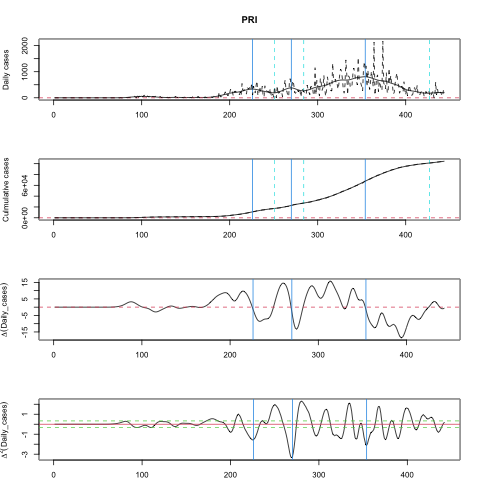 PRI
Daily cases
0 1000 2000
0 100 200 300 400
Culmulative cases
0e+00 6e+04
0 100 200 300 400
Δ(Daily_cases)
-15 -5 5 15
0 100 200 300 400
Δ²(Daily_cases)
-3 -1 1
0 100 200 300 400